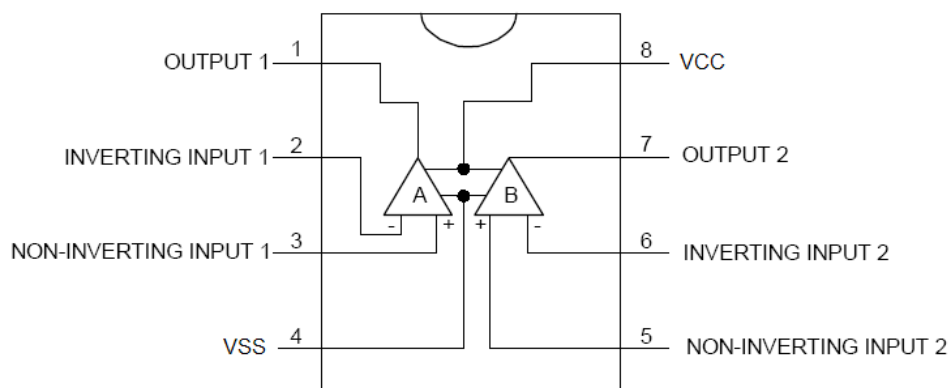 OUTPUT 1 1 8 VCC
INVERTING INPUT 1 2 7 OUTPUT 2
A B
- + + -
NON-INVERTING INPUT 1 3 6 INVERTING INPUT 2
VSS 4 5 NON-INVERTING INPUT 2